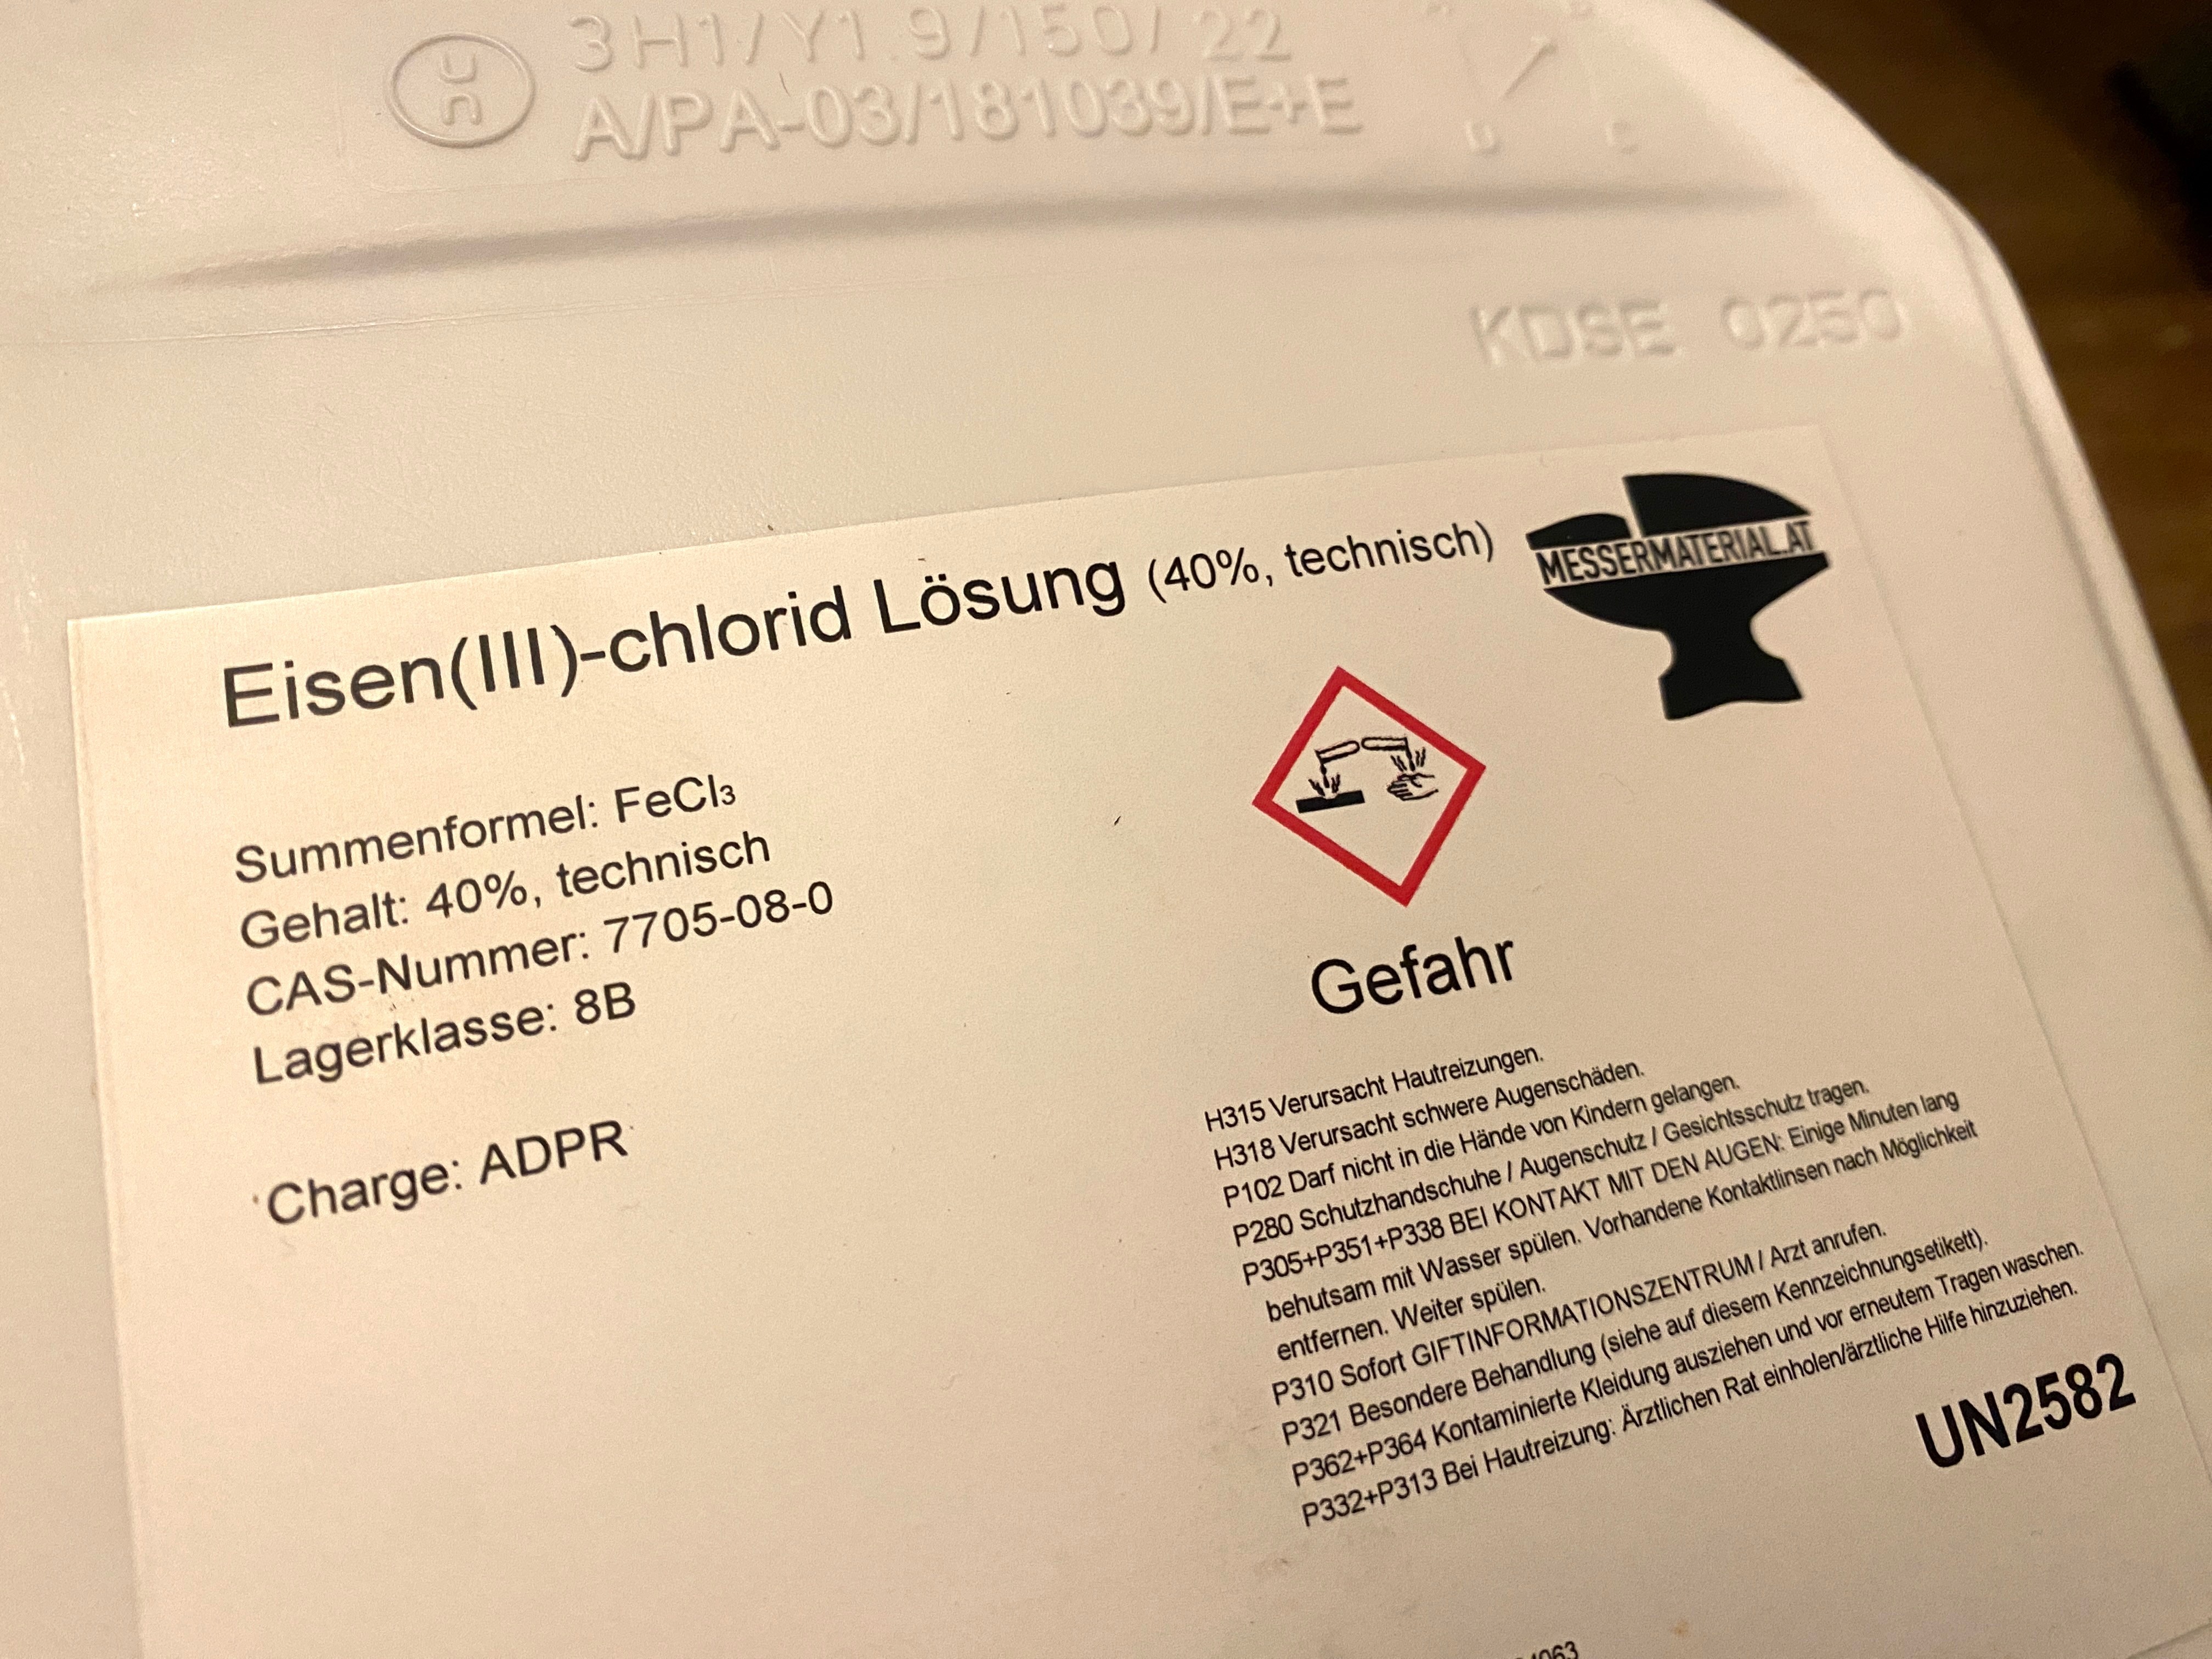 3H1/Y1.9/150/22
A/PA-03/181039/E+E
KDSE 0250
Eisen(III)-chlorid Lösung (40%, technisch)
MESSERMATERIAL.AT
Summenformel: FeCl₃
Gehalt: 40%, technisch
CAS-Nummer: 7705-08-0
Lagerklasse: 8B
Charge: ADPR
Gefahr
H315 Verursacht Hautreizungen.
H318 Verursacht schwere Augenschäden.
P102 Darf nicht in die Hände von Kindern gelangen.
P280 Schutzhandschuhe / Augenschutz / Gesichtsschutz tragen.
P305+P351+P338 BEI KONTAKT MIT DEN AUGEN: Einige Minuten lang
behutsam mit Wasser spülen. Vorhandene Kontaktlinsen nach Möglichkeit
entfernen. Weiter spülen.
P310 Sofort GIFTINFORMATIONSZENTRUM / Arzt anrufen.
P321 Besondere Behandlung (siehe auf diesem Kennzeichnungsetikett).
P362+P364 Kontaminierte Kleidung ausziehen und vor erneutem Tragen waschen.
P332+P313 Bei Hautreizung: Ärztlichen Rat einholen/ärztliche Hilfe hinzuziehen.
UN2582